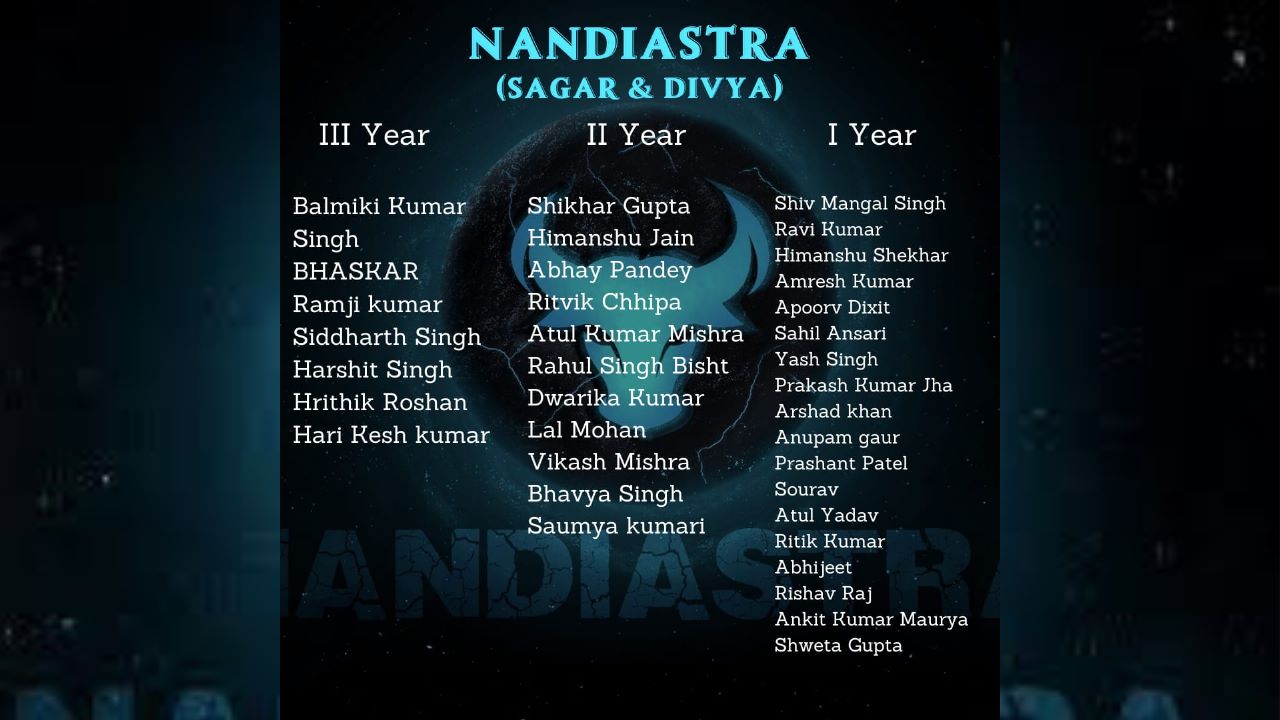 NANDIASTRA
(SAGAR & DIVYA)
III Year
Balmiki Kumar
Singh
BHASKAR
Ramji kumar
Siddharth Singh
Harshit Singh
Hrithik Roshan
Hari Kesh kumar
II Year
Shikhar Gupta
Himanshu Jain
Abhay Pandey
Ritvik Chhipa
Atul Kumar Mishra
Rahul Singh Bisht
Dwarika Kumar
Lal Mohan
Vikash Mishra
Bhavya Singh
Saumya kumari
I Year
Shiv Mangal Singh
Ravi Kumar
Himanshu Shekhar
Amresh Kumar
Apoorv Dixit
Sahil Ansari
Yash Singh
Prakash Kumar Jha
Arshad khan
Anupam gaur
Prashant Patel
Sourav
Atul Yadav
Ritik Kumar
Abhijeet
Rishav Raj
Ankit Kumar Maurya
Shweta Gupta
NANDIASTRA